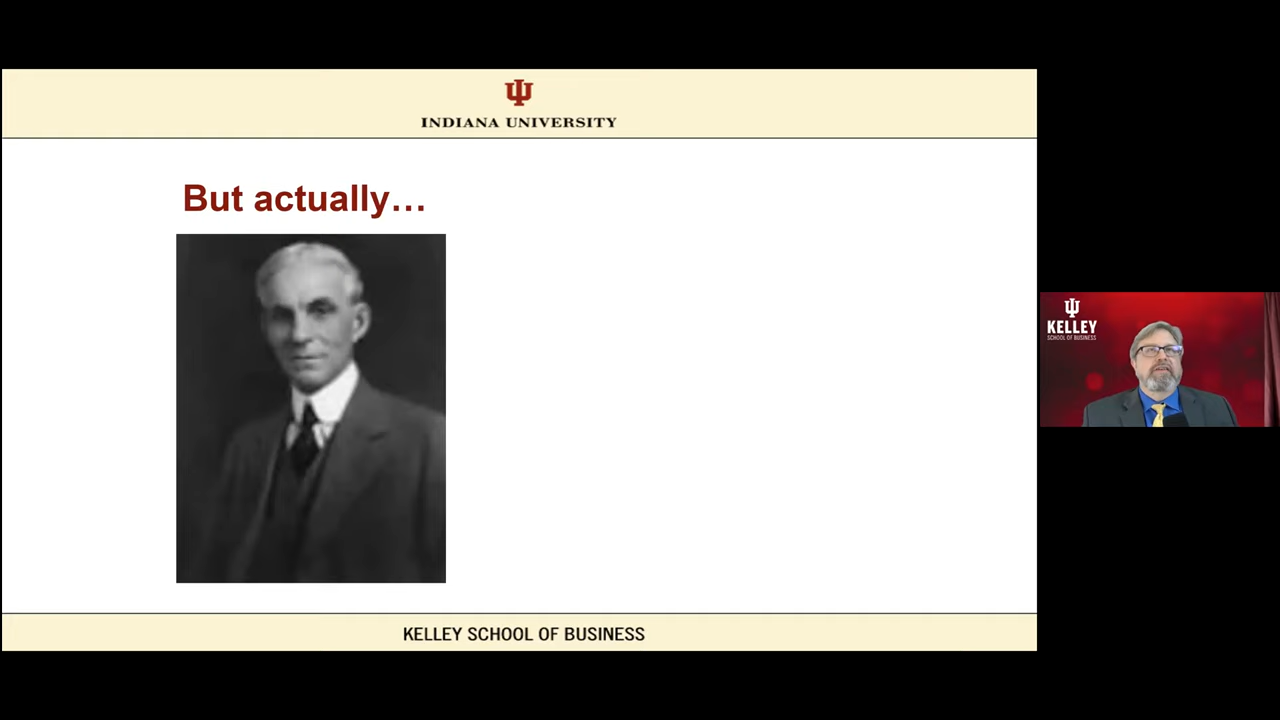 INDIANA UNIVERSITY
But actually…
KELLEY
SCHOOL OF BUSINESS
KELLEY SCHOOL OF BUSINESS